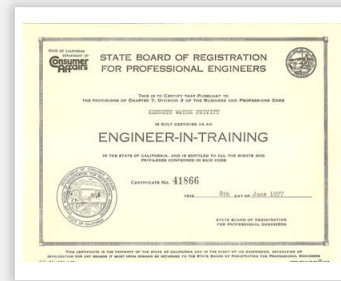 STATE OF CALIFORNIA
DEPARTMENT OF
Consumer
Affairs
STATE BOARD OF REGISTRATION
FOR PROFESSIONAL ENGINEERS
THIS IS TO CERTIFY THAT PURSUANT TO
THE PROVISIONS OF CHAPTER 7, DIVISION 3 OF THE BUSINESS AND PROFESSIONS CODE
KENNETH WAYNE PRIVITT
IS DULY CERTIFIED AS AN
ENGINEER-IN-TRAINING
IN THE STATE OF CALIFORNIA, AND IS ENTITLED TO ALL THE RIGHTS AND
PRIVILEGES CONFERRED IN SAID CODE
CERTIFICATE NO. 41866
THIS 8th DAY OF June 1977
STATE BOARD OF REGISTRATION
FOR PROFESSIONAL ENGINEERS
THIS CERTIFICATE IS THE PROPERTY OF THE STATE OF CALIFORNIA AND IN THE EVENT OF ITS SUSPENSION, REVOCATION OR
INVALIDATION FOR ANY REASON IT MUST UPON DEMAND BE RETURNED TO THE STATE BOARD OF REGISTRATION FOR PROFESSIONAL ENGINEERS